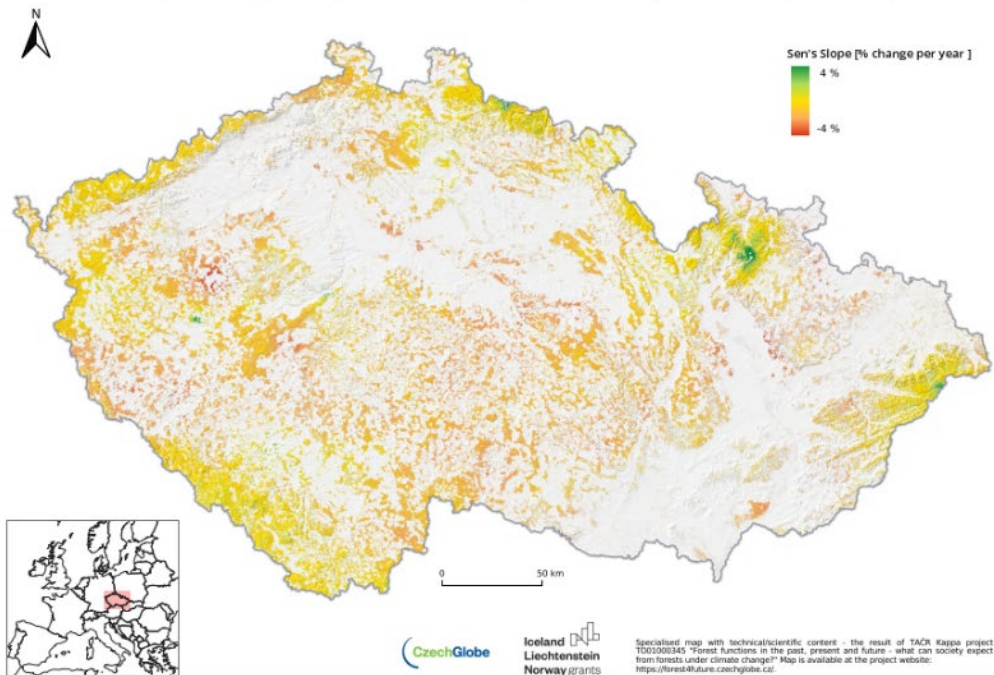 N
Sen's Slope [% change per year ]
4 %
-4 %
0 50 km
CzechGlobe
Iceland
Liechtenstein
Norway grants
Specialised map with technical/scientific content - the result of TAČR Kappa project
TO01000345 "Forest functions in the past, present and future - what can society expect
from forests under climate change?" Map is available at the project website:
https://forest4future.czechglobe.cz/.